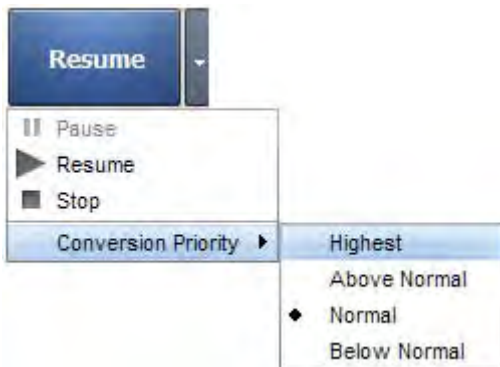 Resume
Pause
Resume
Stop
Conversion Priority
Highest
Above Normal
Normal
Below Normal